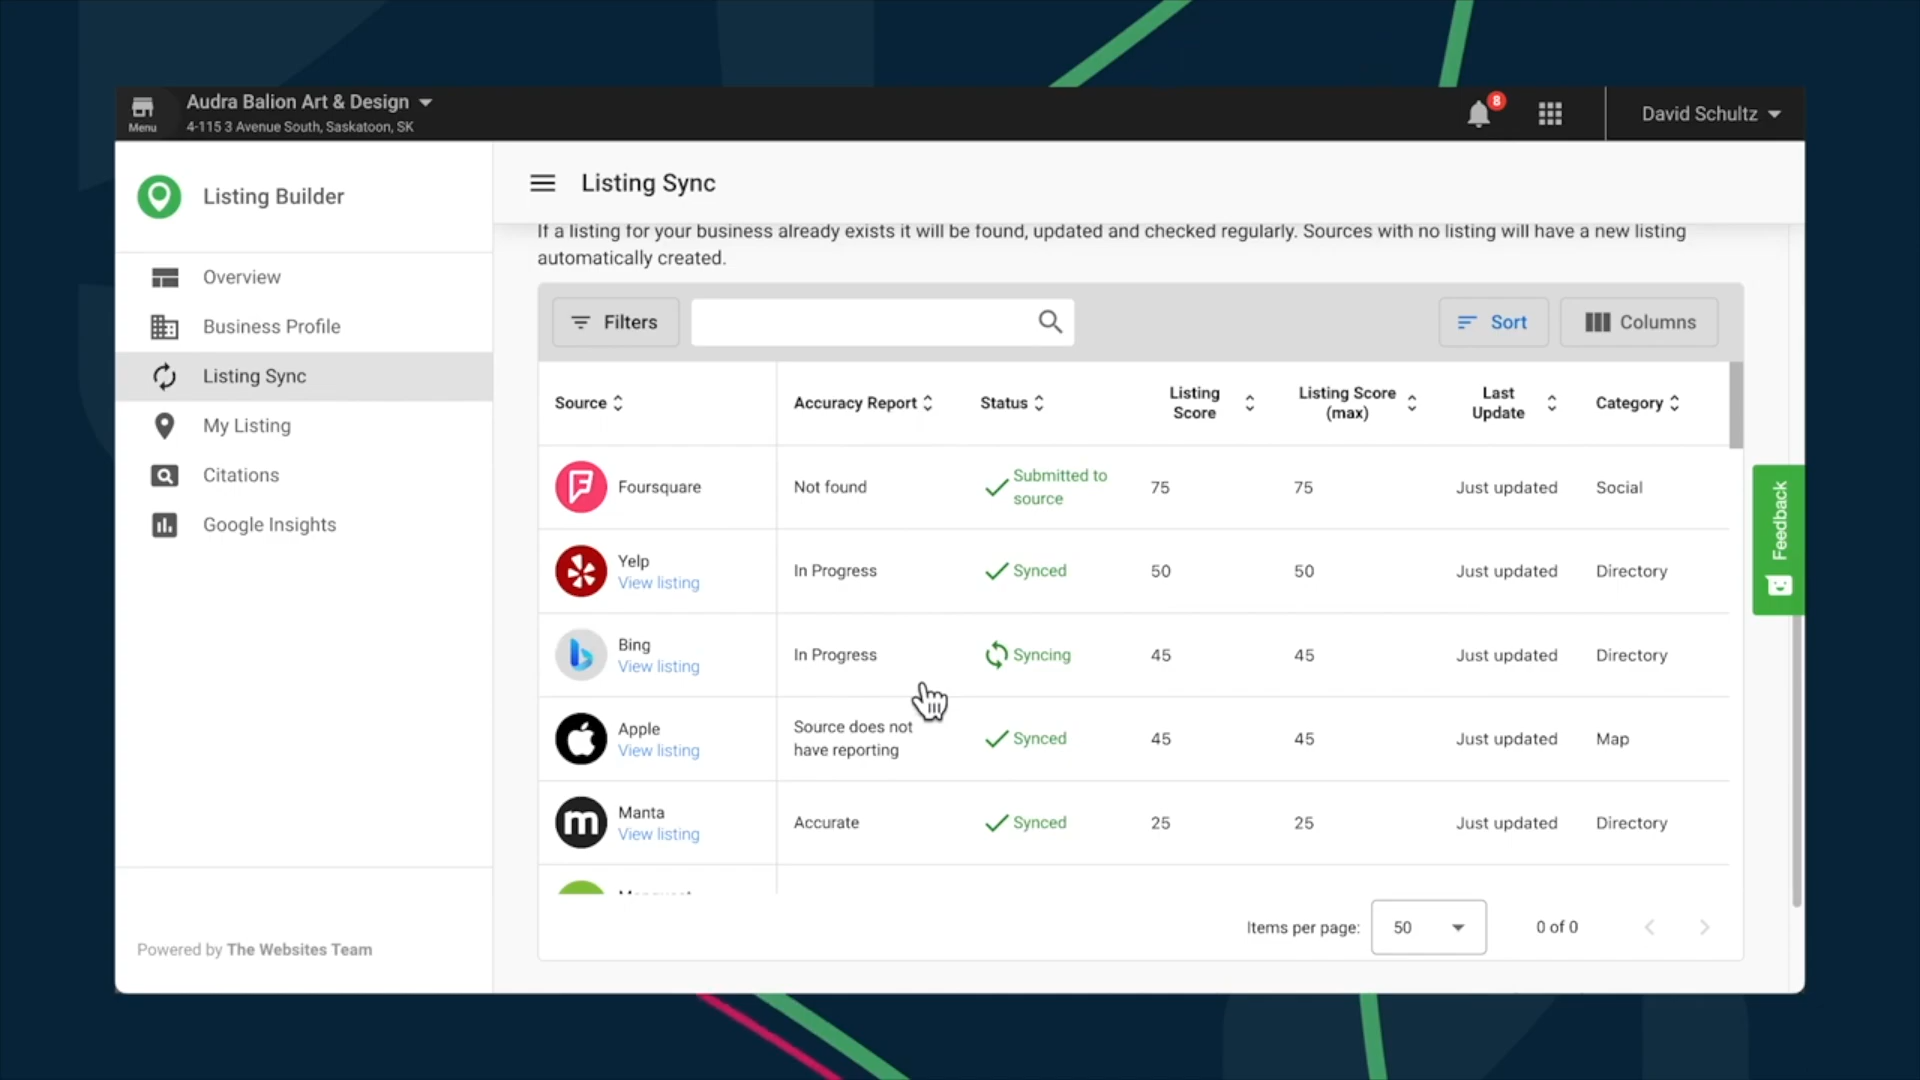 Menu
Audra Balion Art & Design
4-115 3 Avenue South, Saskatoon, SK
8
David Schultz
Listing Builder
Overview
Business Profile
Listing Sync
My Listing
Citations
Google Insights
Powered by The Websites Team
Listing Sync
If a listing for your business already exists it will be found, updated and checked regularly. Sources with no listing will have a new listing
automatically created.
Filters
Sort
Columns
Source
Accuracy Report
Status
Listing
Score
Listing Score
(max)
Last
Update
Category
Foursquare
Not found
Submitted to
source
75
75
Just updated
Social
Yelp
View listing
In Progress
Synced
50
50
Just updated
Directory
Bing
View listing
In Progress
Syncing
45
45
Just updated
Directory
Apple
View listing
Source does not
have reporting
Synced
45
45
Just updated
Map
m
Manta
View listing
Accurate
Synced
25
25
Just updated
Directory
Items per page:
50
0 of 0
Feedback